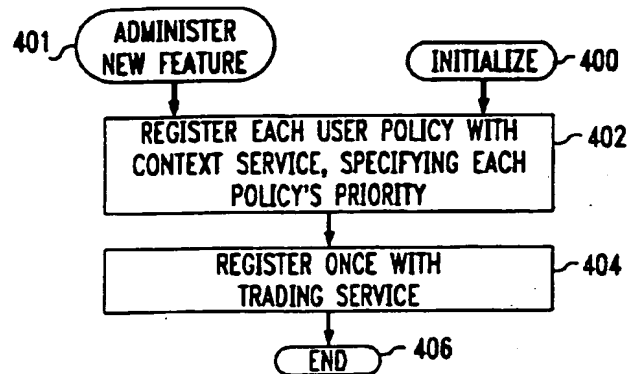 401
ADMINISTER
NEW FEATURE
INITIALIZE
400
REGISTER EACH USER POLICY WITH
CONTEXT SERVICE, SPECIFYING EACH
POLICY'S PRIORITY
402
REGISTER ONCE WITH
TRADING SERVICE
404
END
406